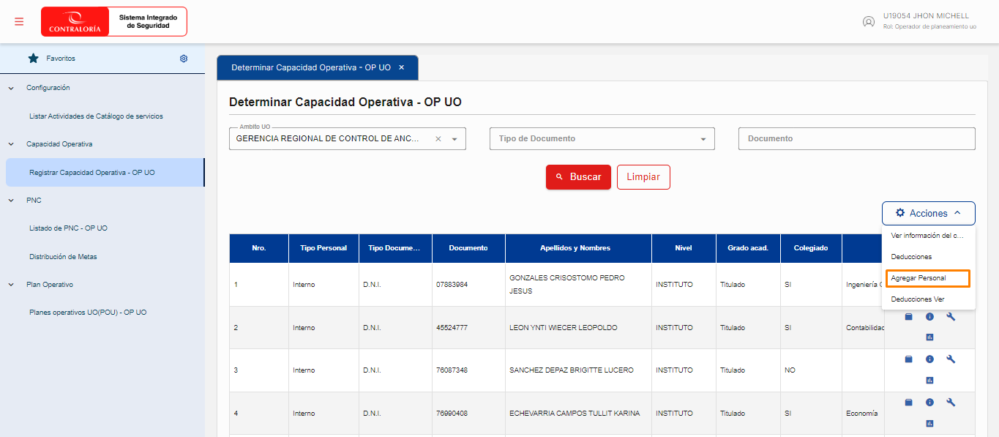 CONTRALORÍA
Sistema Integrado
de Seguridad
U19054 JHON MICHELL
Rol: Operador de planeamiento uo
Favoritos
Configuración
Listar Actividades de Catálogo de servicios
Capacidad Operativa
Registrar Capacidad Operativa - OP UO
PNC
Listado de PNC - OP UO
Distribución de Metas
Plan Operativo
Planes operativos UO(POU) - OP UO
Determinar Capacidad Operativa - OP UO ×
Determinar Capacidad Operativa - OP UO
Ambito UO
GERENCIA REGIONAL DE CONTROL DE ANC...
Tipo de Documento
Documento
Buscar
Limpiar
Acciones
Ver información del c...
Deducciones
Agregar Personal
Deducciones Ver
Nro. Tipo Personal Tipo Docume... Documento Apellidos y Nombres Nivel Grado acad. Colegiado
1 Interno D.N.I. 07883984 GONZALES CRISOSTOMO PEDRO JESUS INSTITUTO Titulado SI Ingeniería
2 Interno D.N.I. 45524777 LEON YNTI WIECER LEOPOLDO INSTITUTO Titulado SI Contabilidad
3 Interno D.N.I. 76087348 SANCHEZ DEPAZ BRIGITTE LUCERO INSTITUTO Titulado NO
4 Interno D.N.I. 76990408 ECHEVARRIA CAMPOS TULLIT KARINA INSTITUTO Titulado SI Economía